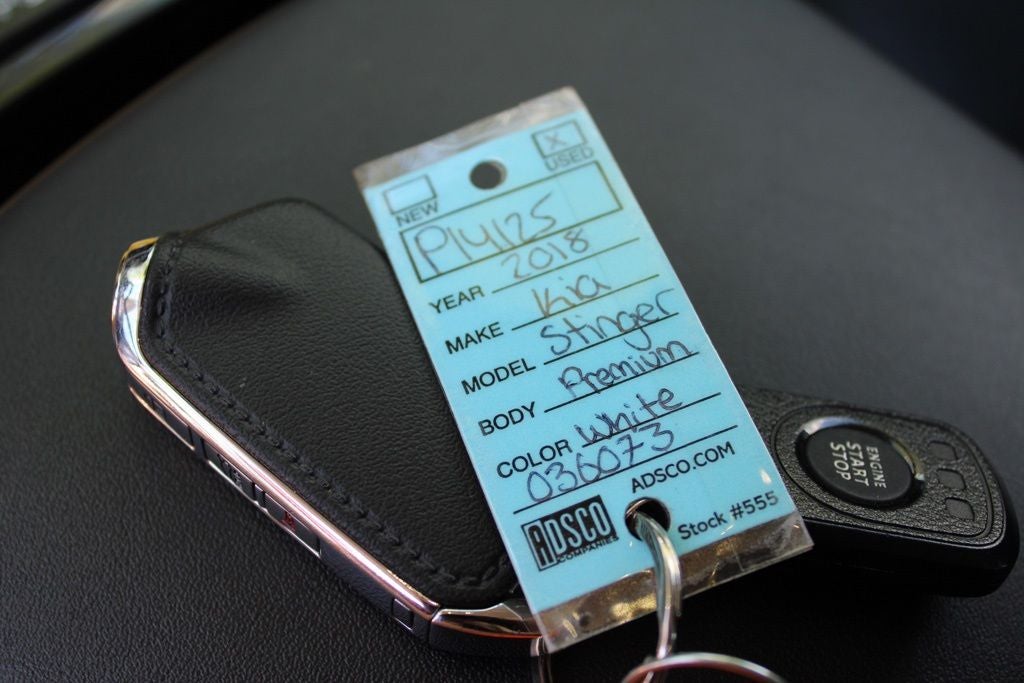 X
NEW USED
P14125
YEAR 2018
MAKE Kia
MODEL Stinger
BODY Premium
COLOR White
036073
ADSCO.COM
ADSCO COMPANIES
Stock #555
ENGINE
START
STOP